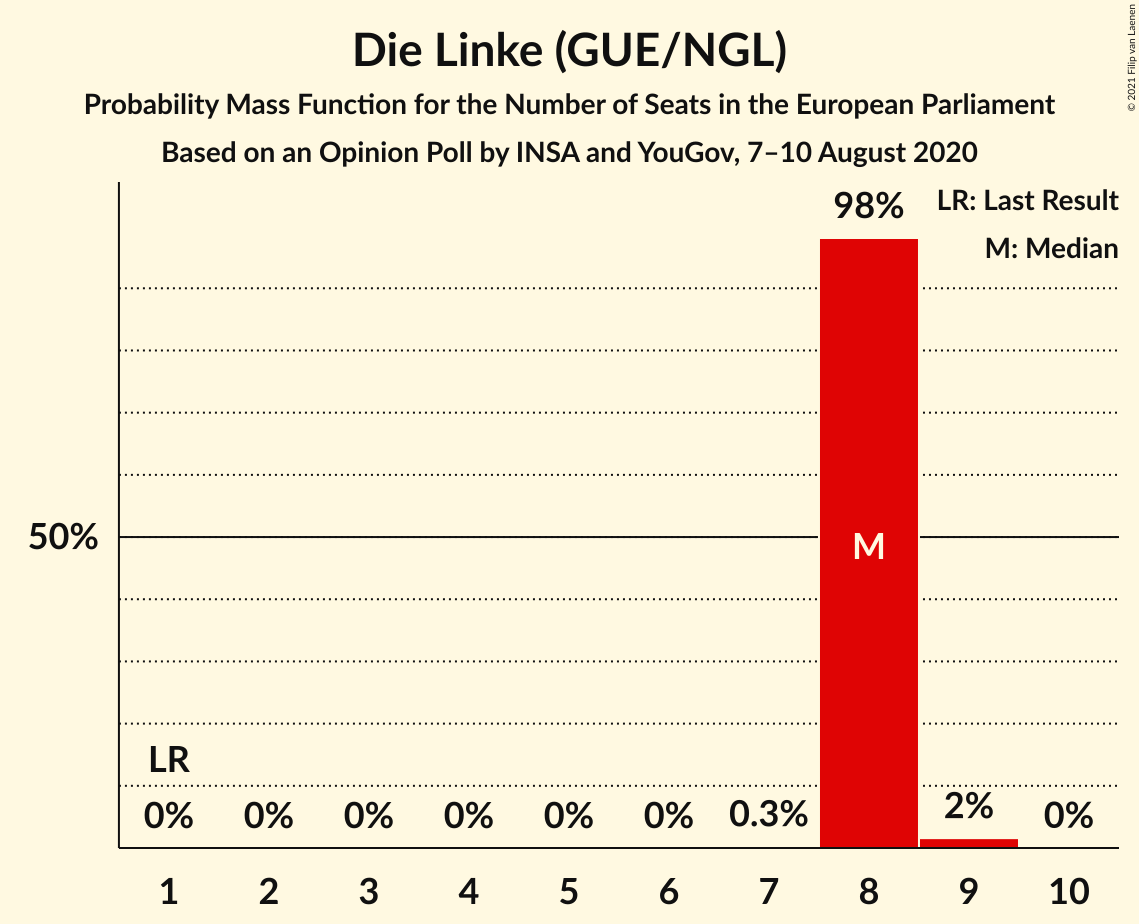 Die Linke (GUE/NGL)
Probability Mass Function for the Number of Seats in the European Parliament
Based on an Opinion Poll by INSA and YouGov, 7–10 August 2020
© 2021 Filip van Laenen
98%
LR: Last Result
M: Median
50%
M
LR
0% 0% 0% 0% 0% 0% 0.3% 2% 0%
1 2 3 4 5 6 7 8 9 10